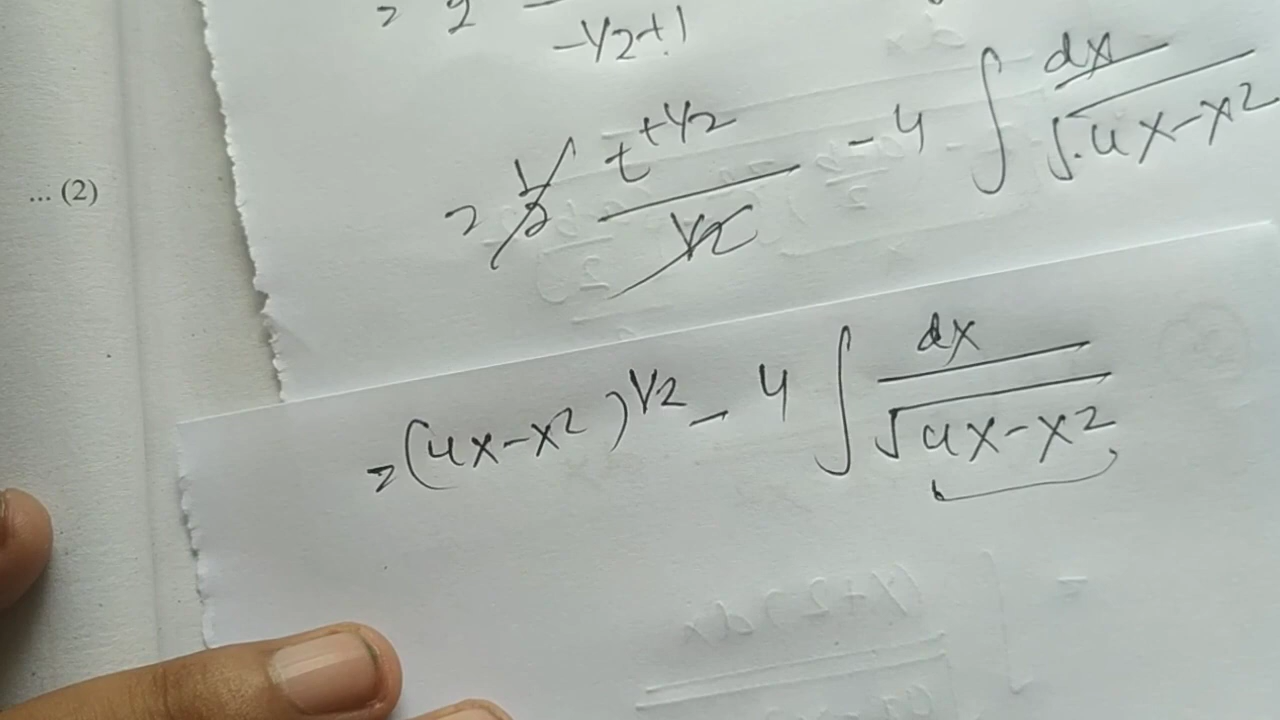 = 2 -1/2+1
... (2)
= 1/2 t^{+1/2} / 1/2 - 4 ∫ dx / √4x-x²
= (4x-x²)^{1/2} - 4 ∫ dx / √4x-x²